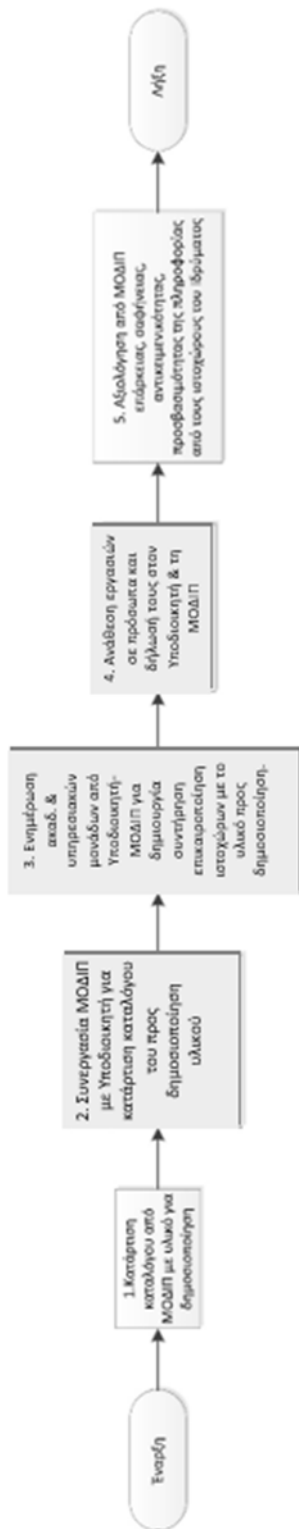 Έναρξη
1.Κατάρτιση
καταλόγου από
ΜΟΔΙΠ με υλικό για
δημοσιοποίηση
2. Συνεργασία ΜΟΔΙΠ
με Υποδιοικητή για
κατάρτιση καταλόγου
του προς
δημοσιοποίηση
υλικού
3. Ενημέρωση
ακαδ. &
υπηρεσιακών
μονάδων από
Υποδιοικητή-
ΜΟΔΙΠ για
δημιουργία
συντήρηση
επικαιροποίηση
ιστοχώρων με το
υλικό προς
δημοσιοποίηση.
4. Ανάθεση εργασιών
σε πρόσωπα και
δήλωσή τους στον
Υποδιοικητή & τη
ΜΟΔΙΠ
5. Αξιολόγηση από ΜΟΔΙΠ
επάρκειας, σαφήνειας,
αντικειμενικότητας,
προσβασιμότητας της πληροφορίας
από τους ιστοχώρους του Ιδρύματος
Λήξη